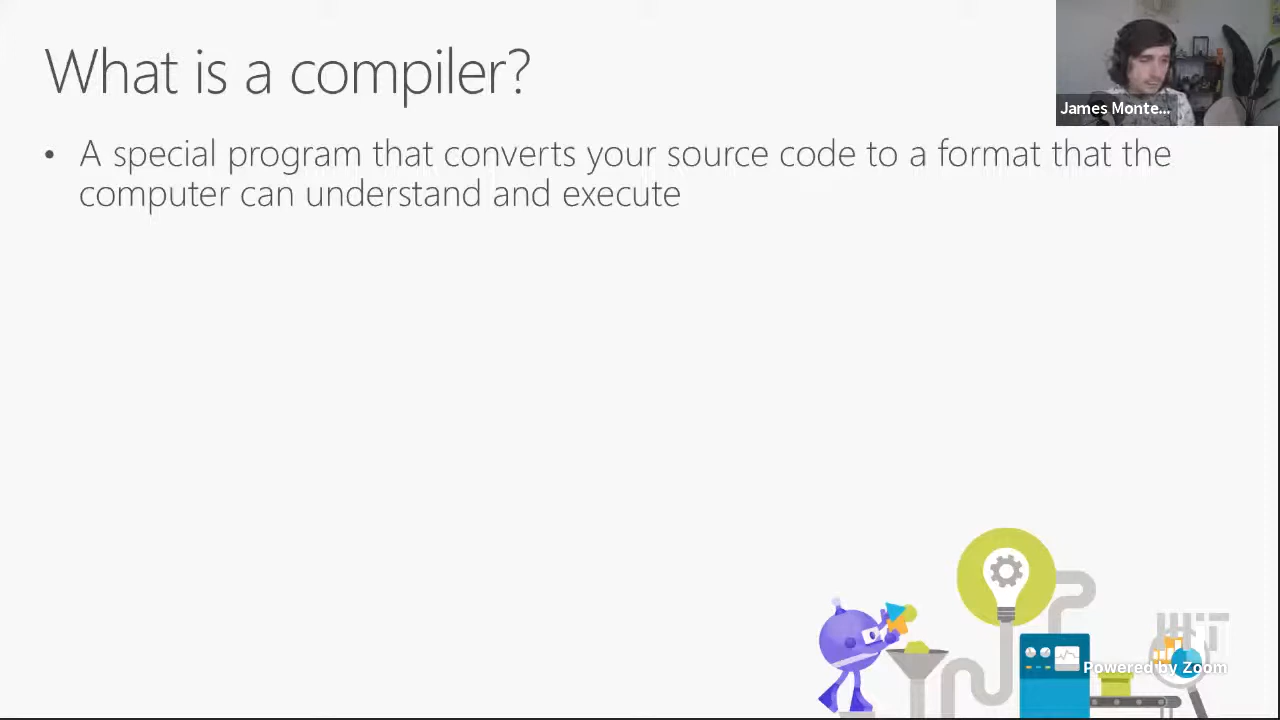 What is a compiler?
James Monte...
• A special program that converts your source code to a format that the
computer can understand and execute
Powered by Zoom